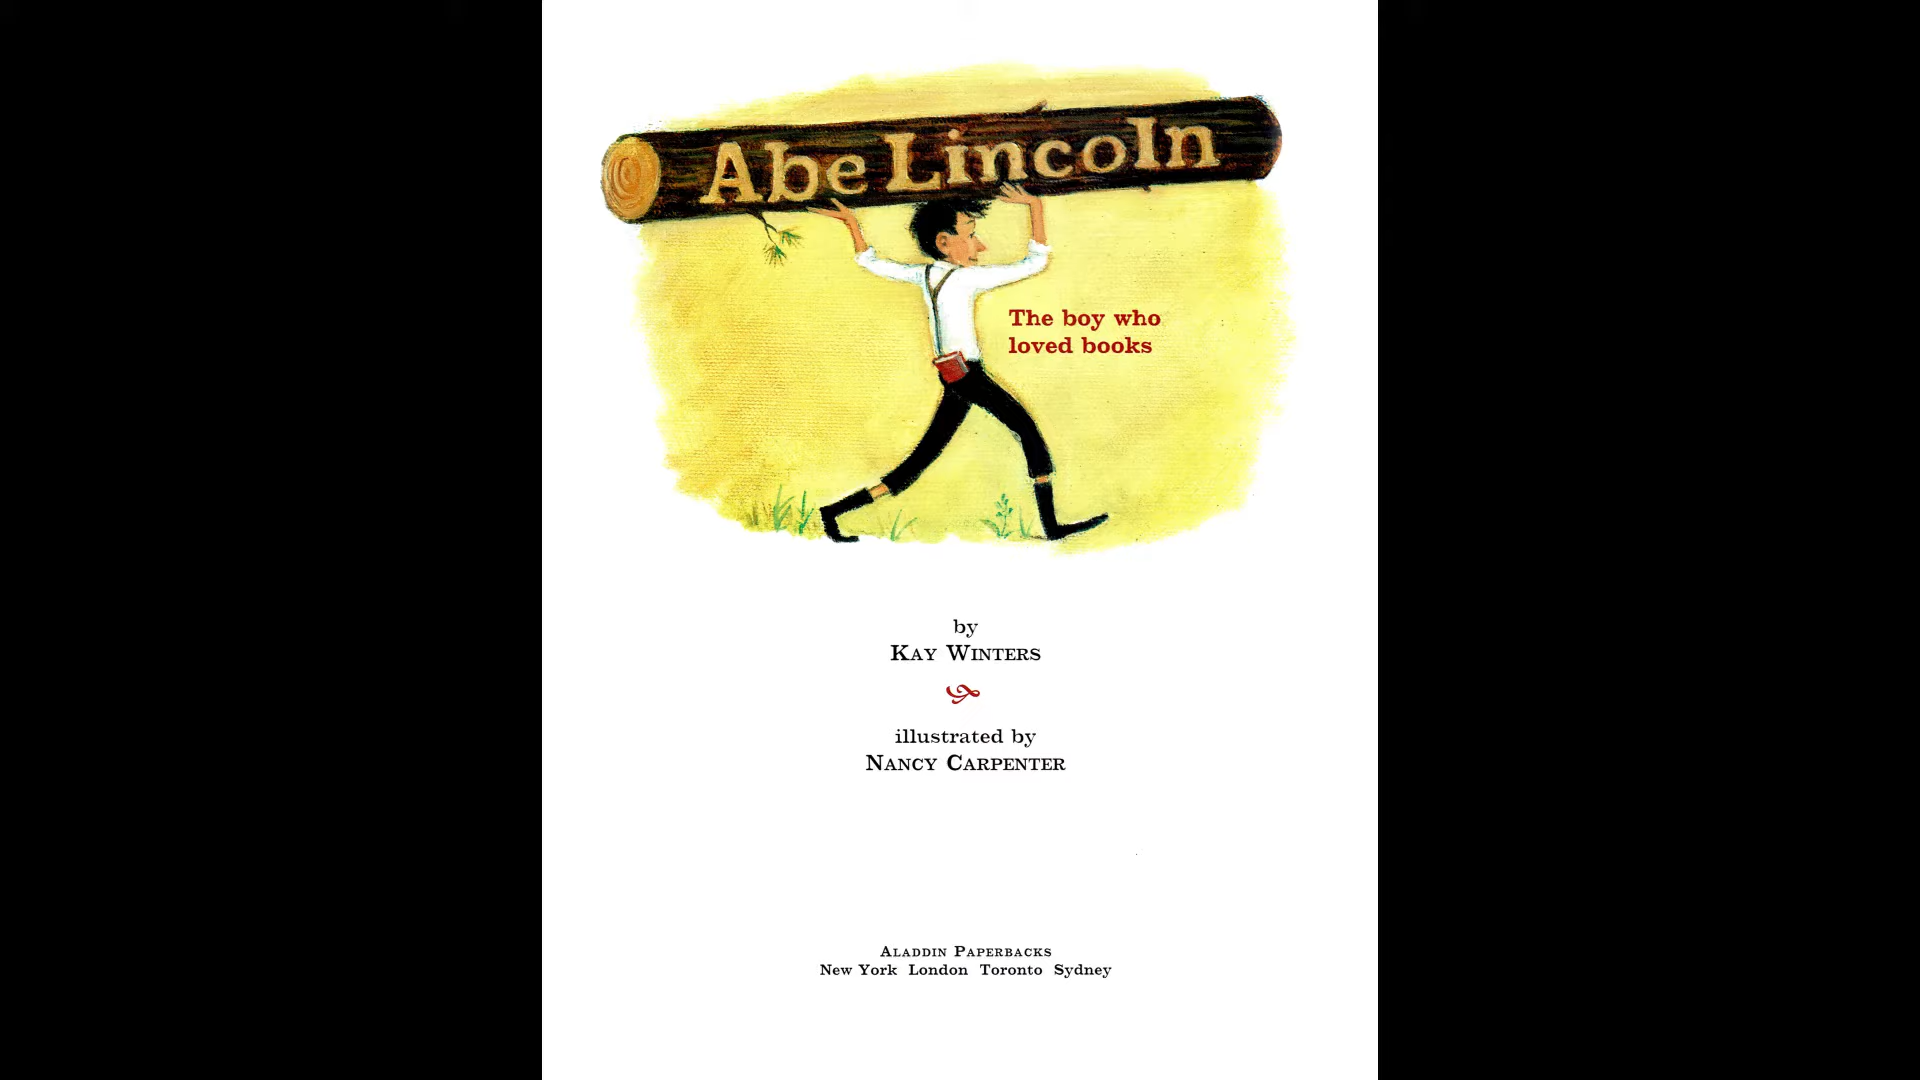 Abe Lincoln
The boy who
loved books
by
KAY WINTERS
illustrated by
NANCY CARPENTER
ALADDIN PAPERBACKS
New York London Toronto Sydney